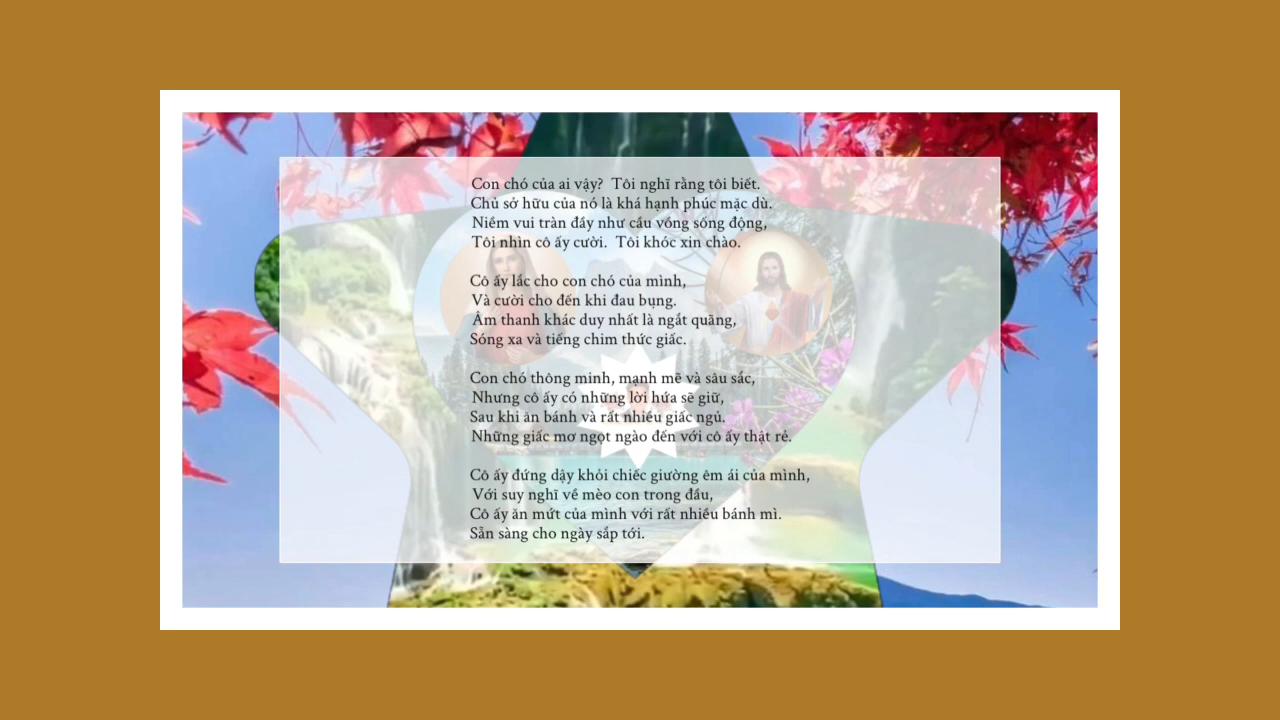 Con chó của ai vậy?  Tôi nghĩ rằng tôi biết.
Chủ sở hữu của nó là khá hạnh phúc mặc dù.
Niềm vui tràn đầy như cầu vồng sống động,
Tôi nhìn cô ấy cười.  Tôi khóc xin chào.
Cô ấy lắc cho con chó của mình,
Và cười cho đến khi đau bụng.
Âm thanh khác duy nhất là ngắt quãng,
Sóng xa và tiếng chim thức giấc.
Con chó thông minh, mạnh mẽ và sâu sắc,
Nhưng cô ấy có những lời hứa sẽ giữ,
Sau khi ăn bánh và rất nhiều giấc ngủ.
Những giấc mơ ngọt ngào đến với cô ấy thật rẻ.
Cô ấy đứng dậy khỏi chiếc giường êm ái của mình,
Với suy nghĩ về mèo con trong đầu,
Cô ấy ăn mứt của mình với rất nhiều bánh mì.
Sẵn sàng cho ngày sắp tới.